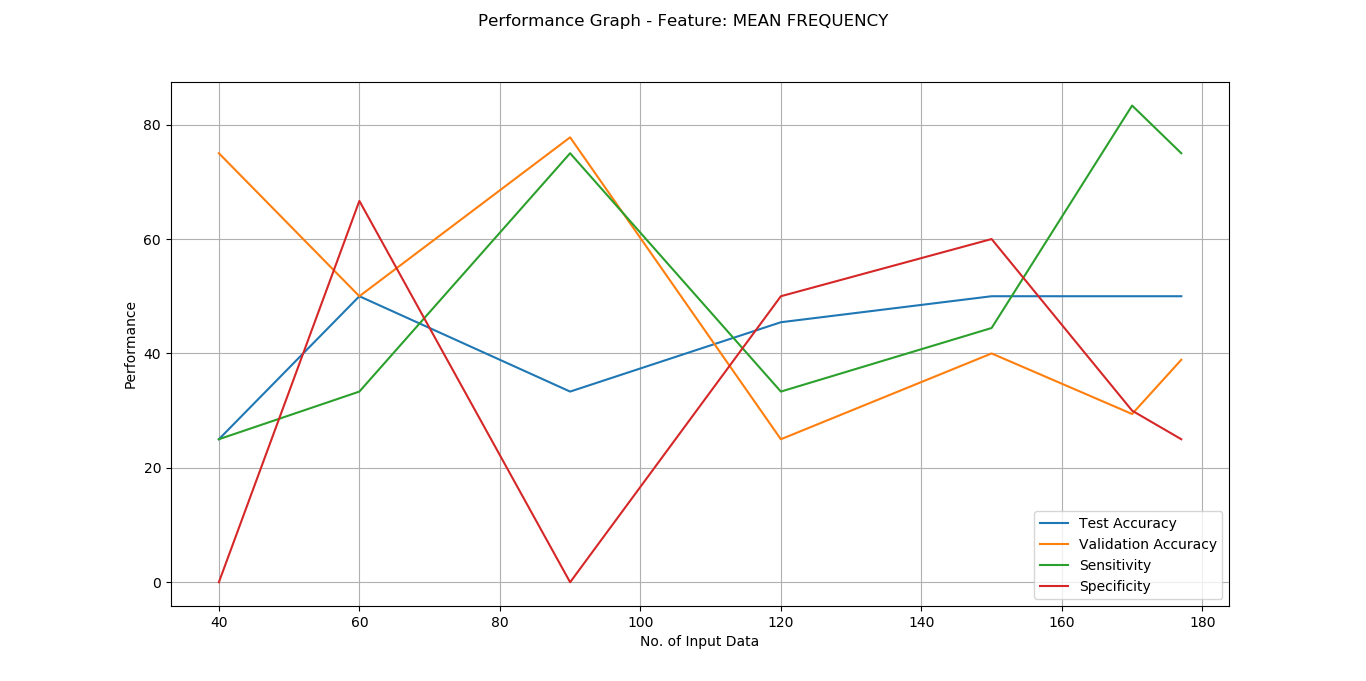 Performance Graph - Feature: MEAN FREQUENCY
80
60
40
20
0
Performance
40 60 80 100 120 140 160 180
No. of Input Data
Test Accuracy
Validation Accuracy
Sensitivity
Specificity